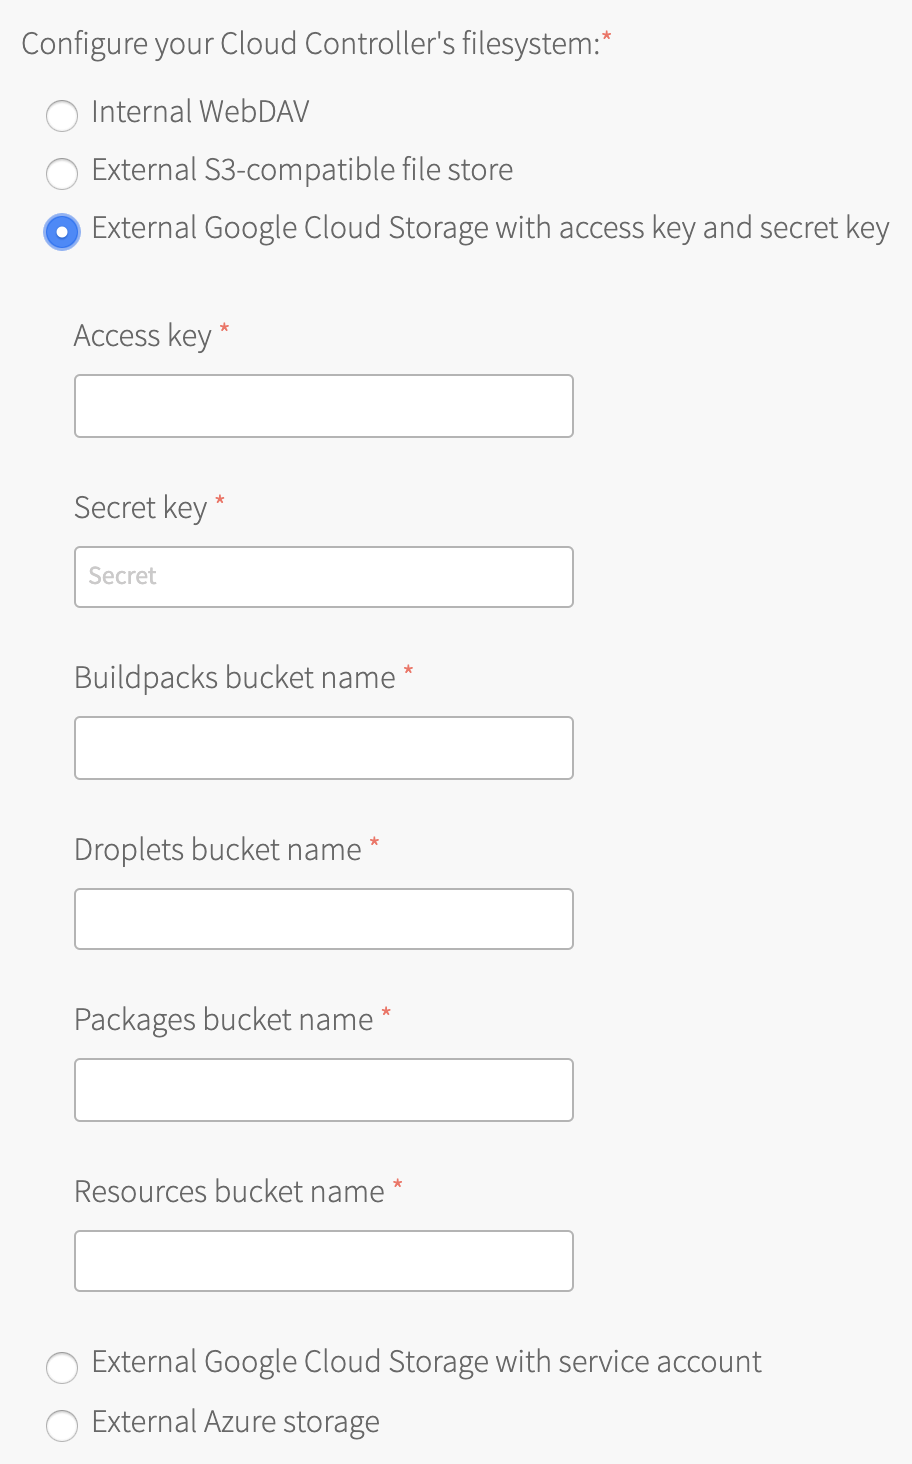 Configure your Cloud Controller's filesystem:*
Internal WebDAV
External S3-compatible file store
External Google Cloud Storage with access key and secret key
Access key *
Secret key *
Secret
Buildpacks bucket name *
Droplets bucket name *
Packages bucket name *
Resources bucket name *
External Google Cloud Storage with service account
External Azure storage